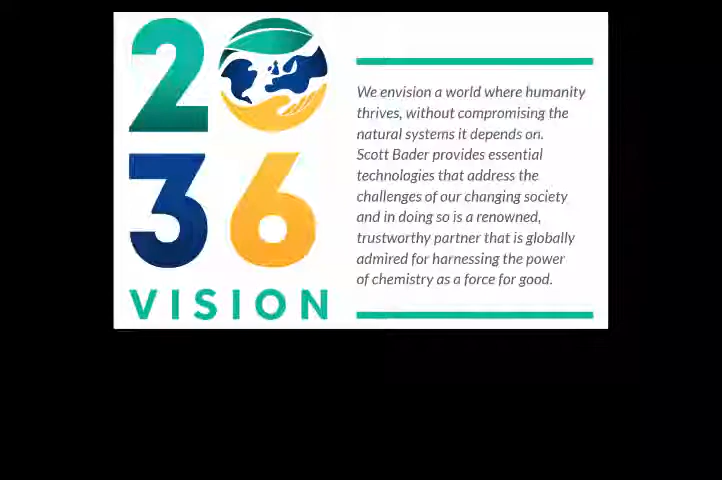 20
36
VISION
We envision a world where humanity
thrives, without compromising the
natural systems it depends on.
Scott Bader provides essential
technologies that address the
challenges of our changing society
and in doing so is a renowned,
trustworthy partner that is globally
admired for harnessing the power
of chemistry as a force for good.